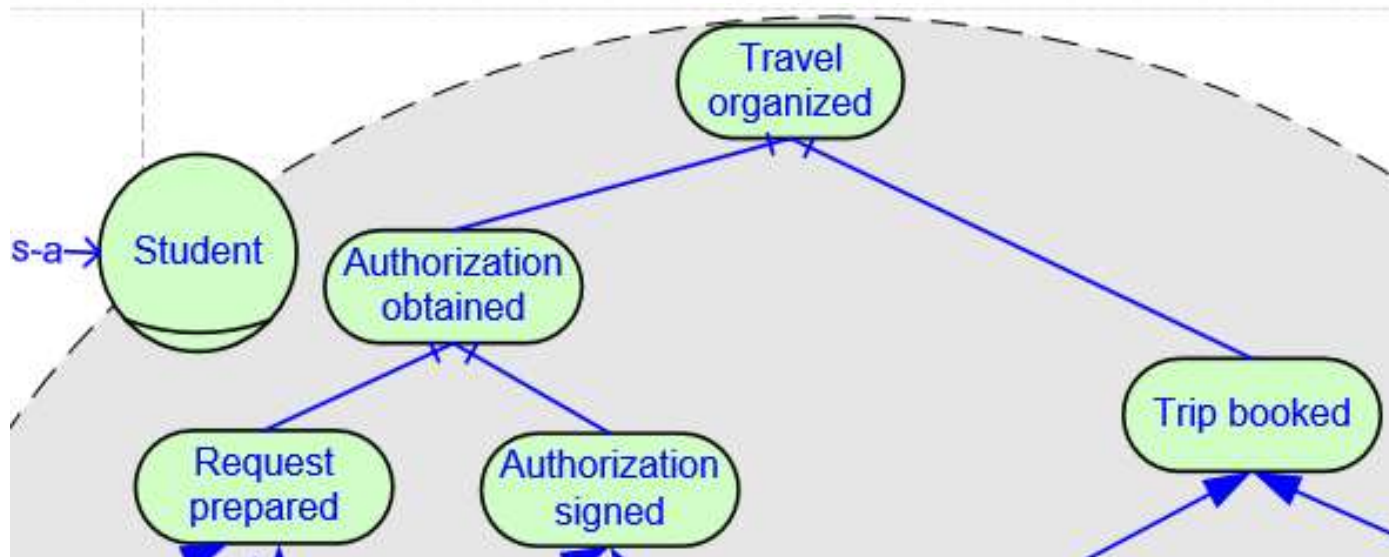 Travel
organized
s-a
Student
Authorization
obtained
Trip booked
Request
prepared
Authorization
signed